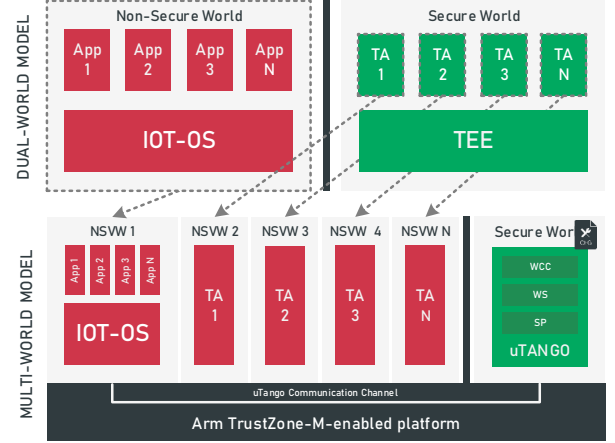 DUAL-WORLD MODEL
Non-Secure World
App 1
App 2
App 3
App N
IOT-OS
Secure World
TA 1
TA 2
TA 3
TA N
TEE
MULTI-WORLD MODEL
NSVW 1
App 1
App 2
App 3
App N
IOT-OS
NSVW 2
TA 1
NSVW 3
TA 2
NSVW 4
TA 3
NSVW N
TA N
Secure Wor
WCC
WS
SP
uTANGO
uTango Communication Channel
Arm TrustZone-M-enabled platform